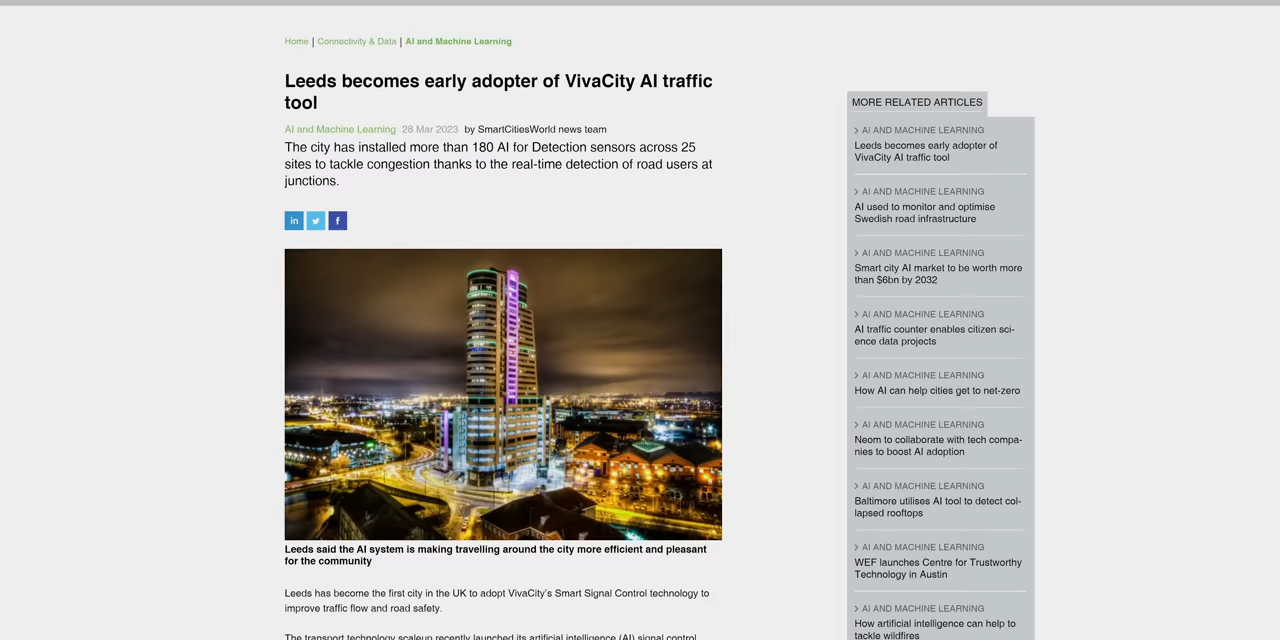 Home | Connectivity & Data | AI and Machine Learning
Leeds becomes early adopter of VivaCity AI traffic
tool
AI and Machine Learning 28 Mar 2023 by SmartCitiesWorld news team
The city has installed more than 180 AI for Detection sensors across 25
sites to tackle congestion thanks to the real-time detection of road users at
junctions.
in f
Leeds said the AI system is making travelling around the city more efficient and pleasant
for the community
Leeds has become the first city in the UK to adopt VivaCity's Smart Signal Control technology to
improve traffic flow and road safety.
The transport technology scaleup recently launched its artificial intelligence (AI) signal control
MORE RELATED ARTICLES
> AI AND MACHINE LEARNING
Leeds becomes early adopter of
VivaCity AI traffic tool
> AI AND MACHINE LEARNING
AI used to monitor and optimise
Swedish road infrastructure
> AI AND MACHINE LEARNING
Smart city AI market to be worth more
than $6bn by 2032
> AI AND MACHINE LEARNING
AI traffic counter enables citizen sci-
ence data projects
> AI AND MACHINE LEARNING
How AI can help cities get to net-zero
> AI AND MACHINE LEARNING
Neom to collaborate with tech compa-
nies to boost AI adoption
> AI AND MACHINE LEARNING
Baltimore utilises AI tool to detect col-
lapsed rooftops
> AI AND MACHINE LEARNING
WEF launches Centre for Trustworthy
Technology in Austin
> AI AND MACHINE LEARNING
How artificial intelligence can help to
tackle wildfires